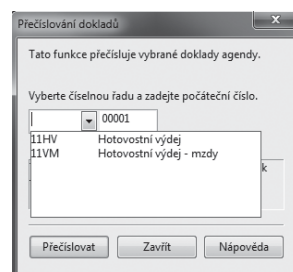 Přečíslování dokladů
x
Tato funkce přečísluje vybrané doklady agendy.
Vyberte číselnou řadu a zadejte počáteční číslo.
00001
11HV Hotovostní výdej
11VM Hotovostní výdej - mzdy
k
Přečíslovat Zavřít Nápověda